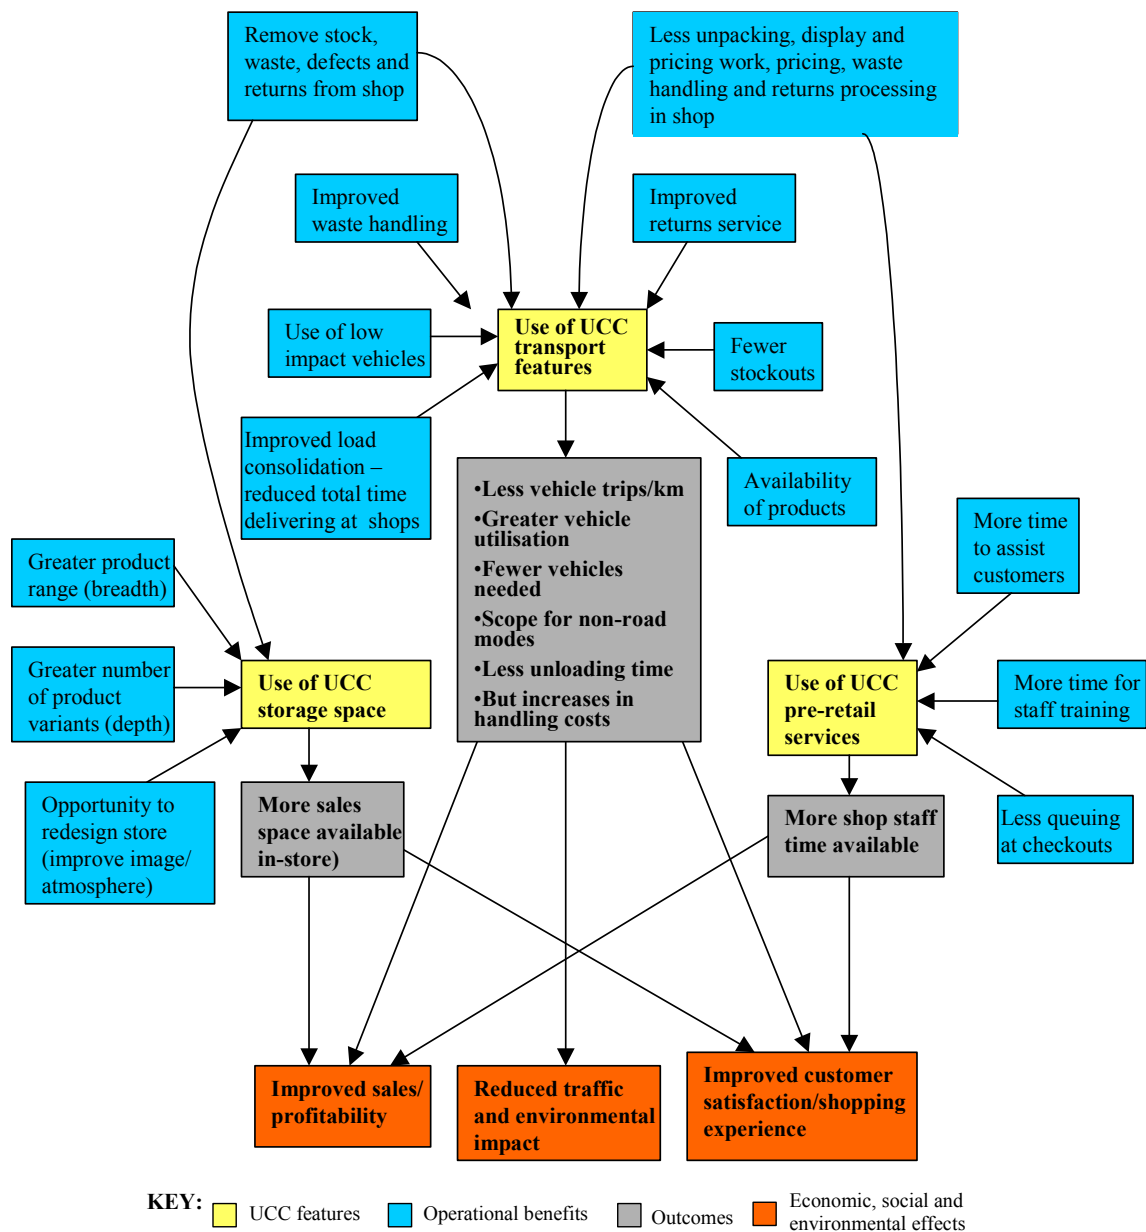 Remove stock,
waste, defects and
returns from shop
Less unpacking, display and
pricing work, pricing, waste
handling and returns processing
in shop
Improved
waste handling
Improved
returns service
Use of low
impact vehicles
Use of UCC
transport
features
Fewer
stockouts
Improved load
consolidation –
reduced total time
delivering at shops
•Less vehicle trips/km
•Greater vehicle
utilisation
•Fewer vehicles
needed
•Scope for non-road
modes
•Less unloading time
•But increases in
handling costs
Availability
of products
More time
to assist
customers
Greater product
range (breadth)
Greater number
of product
variants (depth)
Use of UCC
storage space
Use of UCC
pre-retail
services
More time for
staff training
Opportunity to
redesign store
(improve image/
atmosphere)
More sales
space available
in-store)
More shop staff
time available
Less queuing
at checkouts
Improved sales/
profitability
Reduced traffic
and environmental
impact
Improved customer
satisfaction/shopping
experience
KEY:
UCC features
Operational benefits
Outcomes
Economic, social and
environmental effects